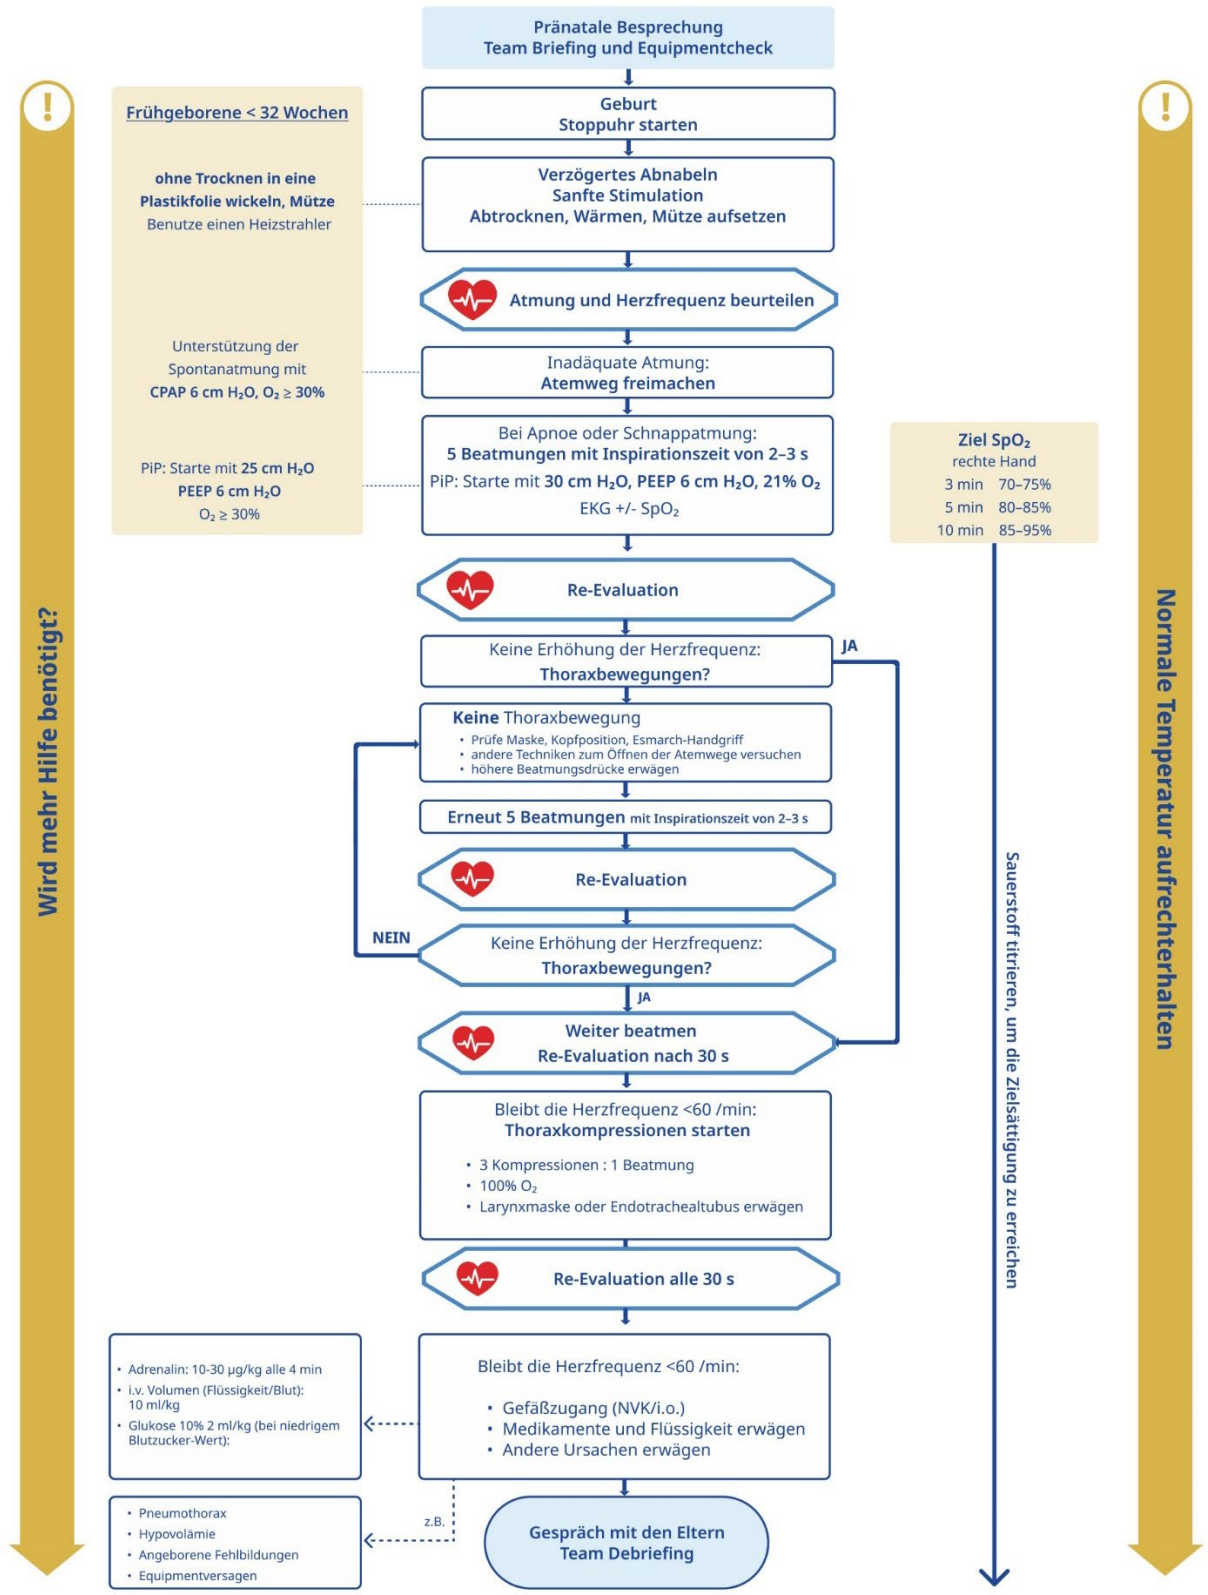 Pränatale Besprechung
Team Briefing und Equipmentcheck
!
!
Frühgeborene < 32 Wochen
Geburt
Stoppuhr starten
ohne Trocknen in eine
Plastikfolie wickeln, Mütze
Benutze einen Heizstrahler
Verzögertes Abnabeln
Sanfte Stimulation
Abtrocknen, Wärmen, Mütze aufsetzen
Atmung und Herzfrequenz beurteilen
Unterstützung der
Spontanatmung mit
CPAP 6 cm H₂O, O₂ ≥ 30%
Inadäquate Atmung:
Atemweg freimachen
PiP: Starte mit 25 cm H₂O
PEEP 6 cm H₂O
O₂ ≥ 30%
Bei Apnoe oder Schnappatmung:
5 Beatmungen mit Inspirationszeit von 2–3 s
PiP: Starte mit 30 cm H₂O, PEEP 6 cm H₂O, 21% O₂
EKG +/- SpO₂
Ziel SpO₂
rechte Hand
3 min 70–75%
5 min 80–85%
10 min 85–95%
Re-Evaluation
Keine Erhöhung der Herzfrequenz:
Thoraxbewegungen?
JA
Keine Thoraxbewegung
• Prüfe Maske, Kopfposition, Esmarch-Handgriff
• andere Techniken zum Öffnen der Atemwege versuchen
• höhere Beatmungsdrücke erwägen
Erneut 5 Beatmungen mit Inspirationszeit von 2–3 s
Re-Evaluation
NEIN
Keine Erhöhung der Herzfrequenz:
Thoraxbewegungen?
JA
Weiter beatmen
Re-Evaluation nach 30 s
Bleibt die Herzfrequenz <60 /min:
Thoraxkompressionen starten
• 3 Kompressionen : 1 Beatmung
• 100% O₂
• Larynxmaske oder Endotrachealtubus erwägen
Re-Evaluation alle 30 s
Bleibt die Herzfrequenz <60 /min:
• Gefäßzugang (NVK/i.o.)
• Medikamente und Flüssigkeit erwägen
• Andere Ursachen erwägen
• Adrenalin: 10-30 µg/kg alle 4 min
• i.v. Volumen (Flüssigkeit/Blut):
10 ml/kg
• Glukose 10% 2 ml/kg (bei niedrigem
Blutzucker-Wert):
z.B.
• Pneumothorax
• Hypovolämie
• Angeborene Fehlbildungen
• Equipmentversagen
Gespräch mit den Eltern
Team Debriefing
Wird mehr Hilfe benötigt?
Sauerstoff titrieren, um die Zielsättigung zu erreichen
Normale Temperatur aufrechterhalten